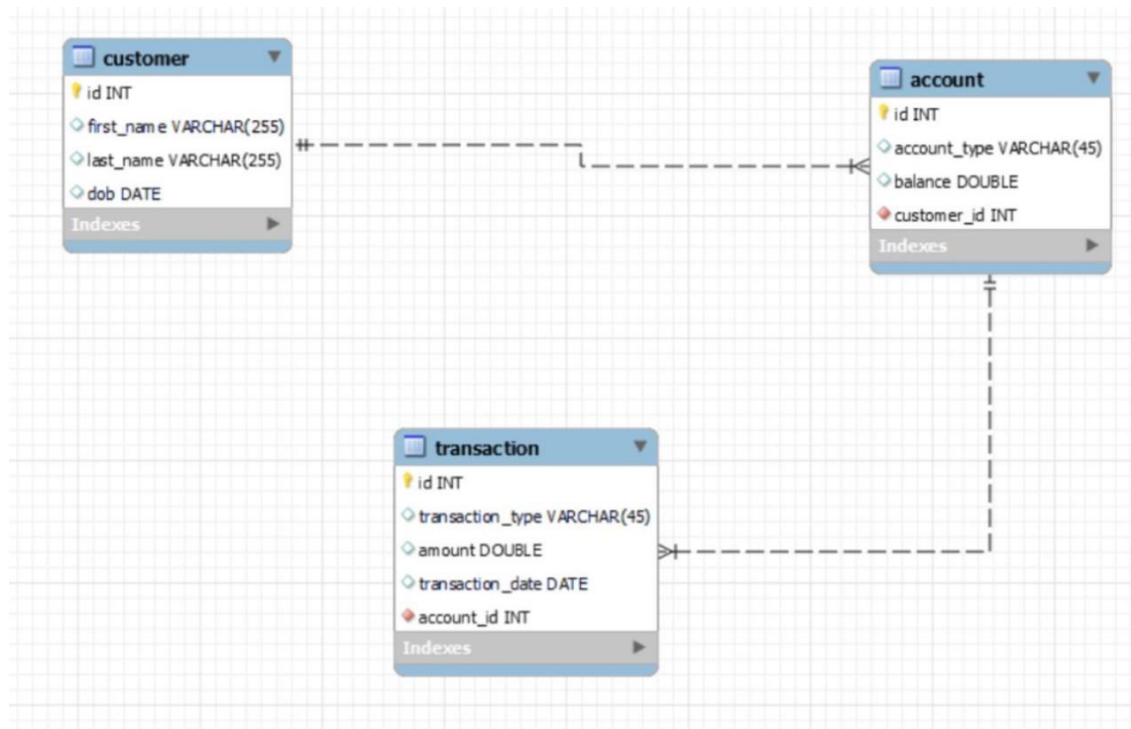 customer
id INT
first_name VARCHAR(255)
last_name VARCHAR(255)
dob DATE
Indexes
account
id INT
account_type VARCHAR(45)
balance DOUBLE
customer_id INT
Indexes
transaction
id INT
transaction_type VARCHAR(45)
amount DOUBLE
transaction_date DATE
account_id INT
Indexes